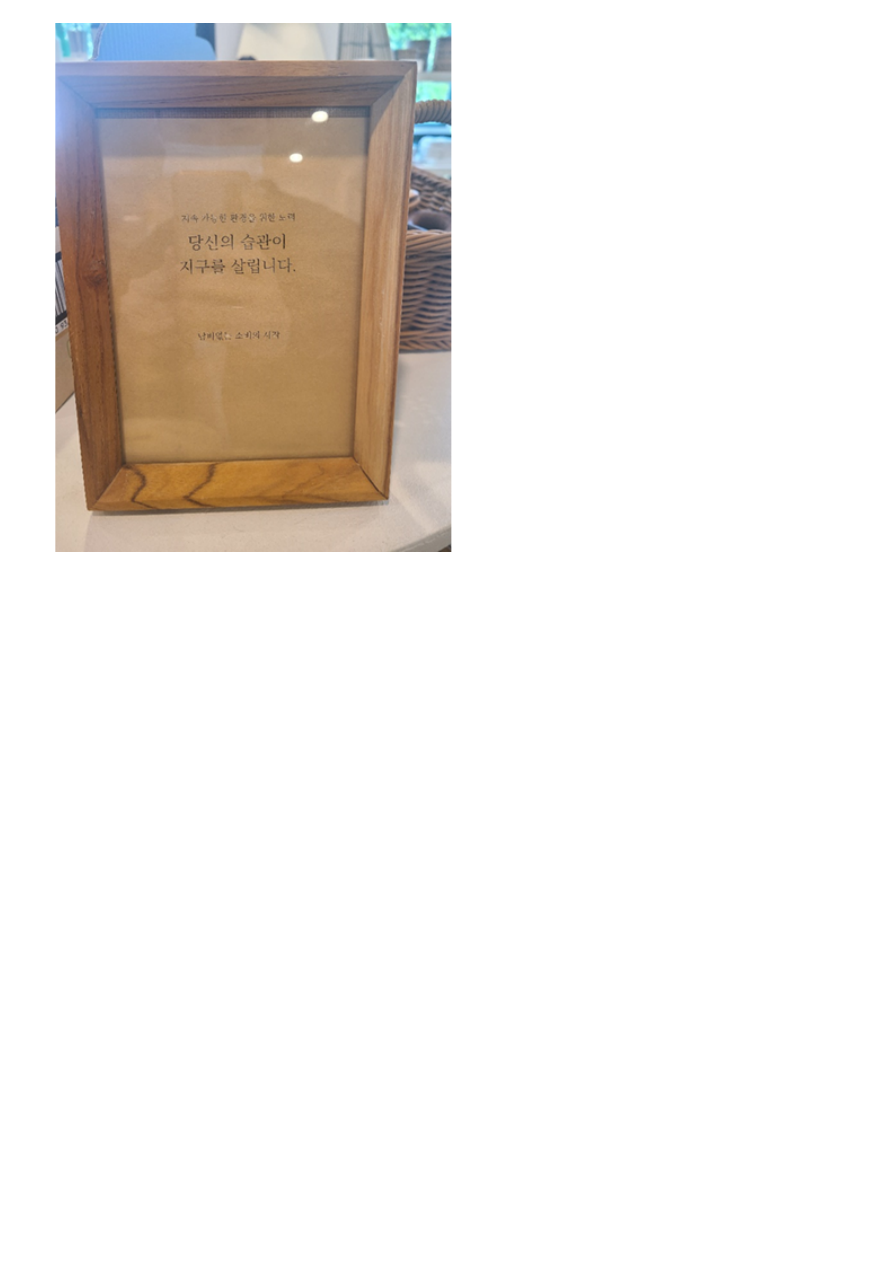 지속 가능한 환경을 위한 노력
당신의 습관이
지구를 살립니다.
낭비없는 소비의 시작